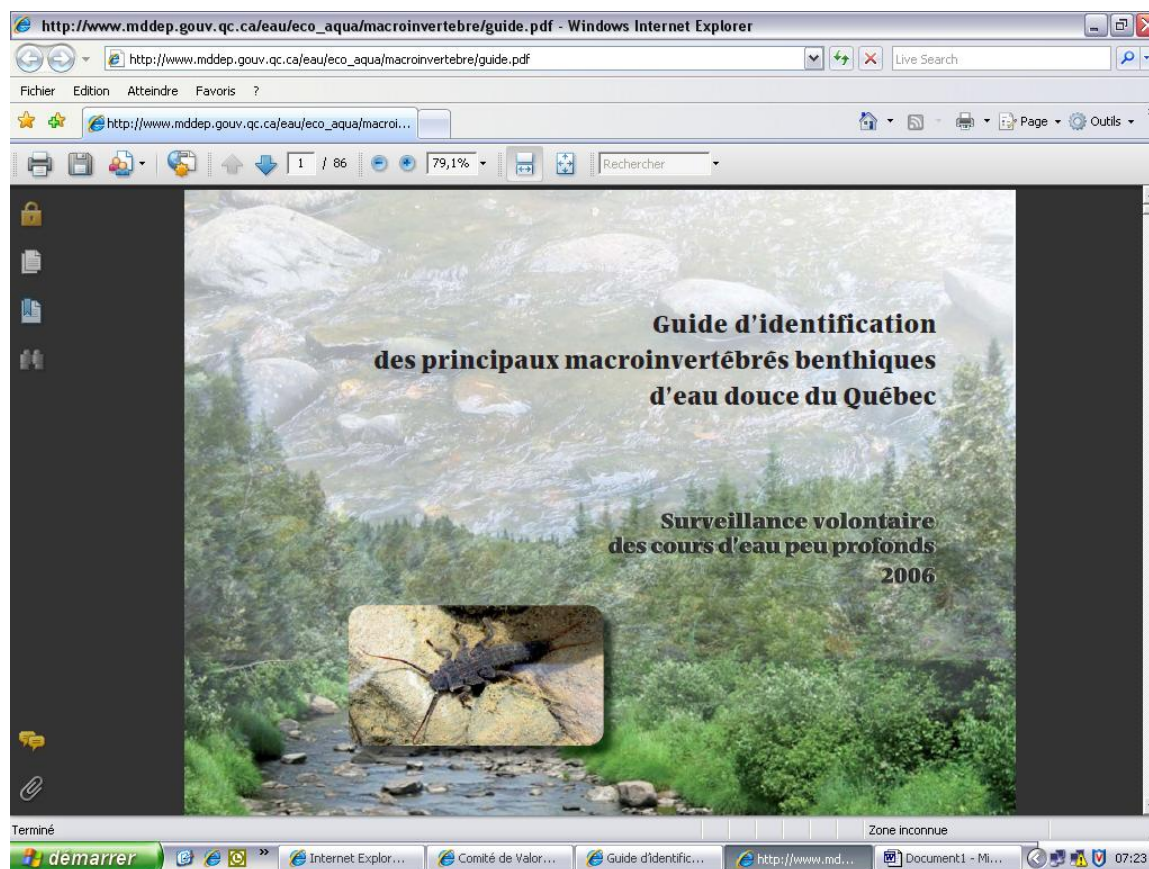 http://www.mddep.gouv.qc.ca/eau/eco_aqua/macroinvertebre/guide.pdf - Windows Internet Explorer
http://www.mddep.gouv.qc.ca/eau/eco_aqua/macroinvertebre/guide.pdf
Live Search
Fichier Edition Atteindre Favoris ?
http://www.mddep.gouv.qc.ca/eau/eco_aqua/macroi...
Page Outils
1 / 86 79,1% Rechercher
Guide d'identification
des principaux macroinvertébrés benthiques
d'eau douce du Québec
Surveillance volontaire
des cours d'eau peu profonds
2006
Terminé Zone inconnue
démarrer » Internet Explor... Comité de Valor... Guide d'identific... http://www.md... Document1 - Mi... 07:23